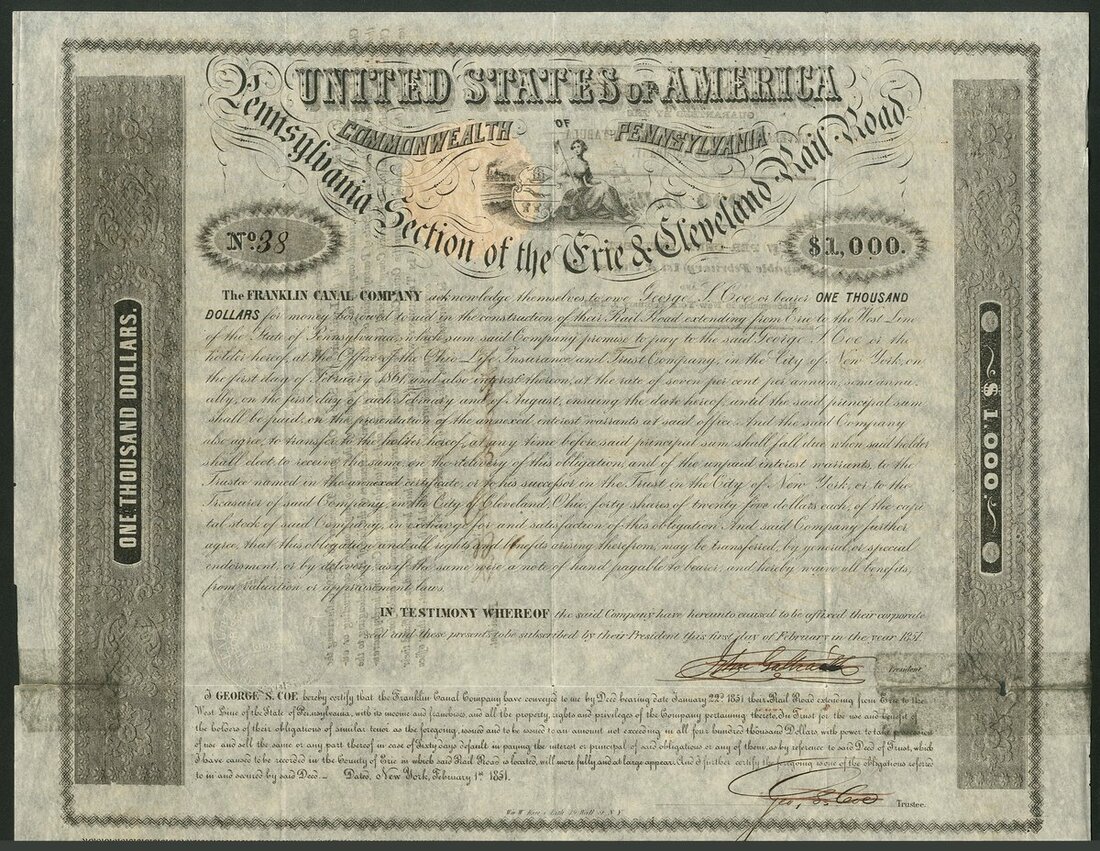 UNITED STATES OF AMERICA
COMMONWEALTH OF PENNSYLVANIA
Pennsylvania Section of the Erie & Cleveland Rail Road
No. 38
$1,000.
The FRANKLIN CANAL COMPANY acknowledge themselves to owe George S. Coe or bearer ONE THOUSAND
DOLLARS for money borrowed to aid in the construction of their Rail Road extending from Erie to the West Line
of the State of Pennsylvania, which sum said Company promise to pay to the said George S. Coe or the
holder hereof, at the Office of the Ohio Life Insurance and Trust Company, in the City of New York, on
the first day of February 1861, and also interest thereon, at the rate of seven per cent per annum, semi annu-
ally, on the first day of each February and of August, ensuing the date hereof, until the said principal sum
shall be paid: on the presentation of the annexed interest warrants at said office. And the said Company
also agree, to transfer to the holder hereof, at any time before said principal sum shall fall due, when said holder
shall elect to receive the same, on the delivery of this obligation, and of the unpaid interest warrants, to the
Trustee named in the annexed certificate, or to his successor in the Trust in the City of New York, or to the
Treasurer of said Company, in the City of Cleveland, Ohio, forty shares of twenty five dollars each, of the capi-
tal stock of said Company, in exchange for and satisfaction of this obligation. And said Company further
agree, that this obligation and all rights and benefits arising therefrom, may be transferred, by general or special
endorsement, or by delivery, as if the same were a note of hand payable to bearer, and hereby waive all benefits,
from valuation or appraisement laws.
IN TESTIMONY WHEREOF the said Company have hereunto caused to be affixed their corporate
seal and these presents to be subscribed by their President this first day of February in the year 1851.
John Galbraith President
I GEORGE S. COE hereby certify that the Franklin Canal Company have conveyed to me by Deed bearing date January 22d. 1851 their Rail Road extending from Erie to the
West Line of the State of Pennsylvania, with its income and franchises, and all the property, rights and privileges of the Company pertaining thereto, In Trust for the use and benefit of
the holders of their obligations of similar tenor as the foregoing, issued and to be issued to an amount not exceeding in all four hundred thousand Dollars with power to take possession
of use and sell the same or any part thereof in case of Sixty days default in paying the interest or principal of said obligations or any of them, as by reference to said Deed of Trust, which
I have caused to be recorded in the County of Erie in which said Rail Road is located, will more fully and at large appear. And I further certify the foregoing is one of the obligations referred
to in and secured by said Deed. Dated, New York, February 1st. 1851.
Geo. S. Coe Trustee.
ONE THOUSAND DOLLARS.
$1.000.